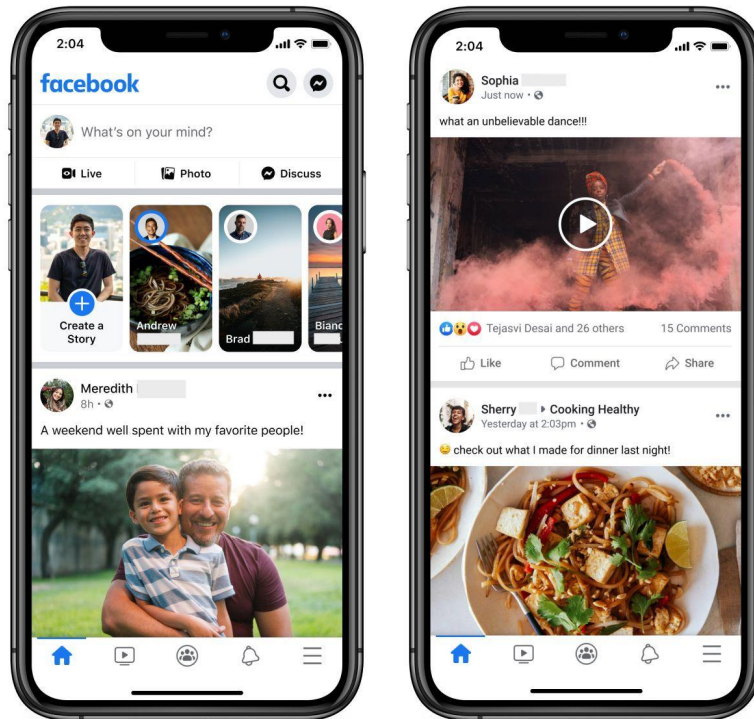 2:04
facebook
What's on your mind?
Live Photo Discuss
Create a
Story
Andrew
Brad
Bianc
Meredith
8h
A weekend well spent with my favorite people!
2:04
Sophia
Just now
what an unbelievable dance!!!
Tejasvi Desai and 26 others 15 Comments
Like Comment Share
Sherry Cooking Healthy
Yesterday at 2:03pm
check out what I made for dinner last night!